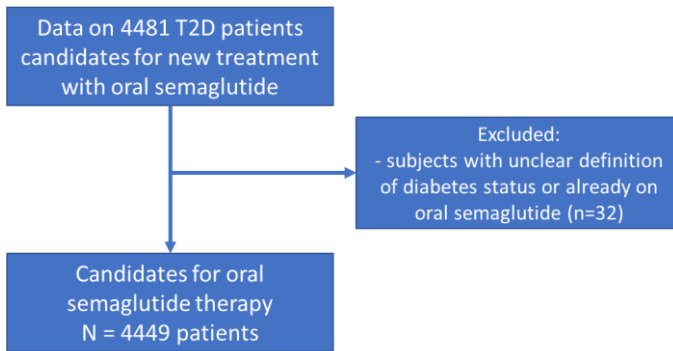 Data on 4481 T2D patients
candidates for new treatment
with oral semaglutide
Excluded:
- subjects with unclear definition
of diabetes status or already on
oral semaglutide (n=32)
Candidates for oral
semaglutide therapy
N = 4449 patients